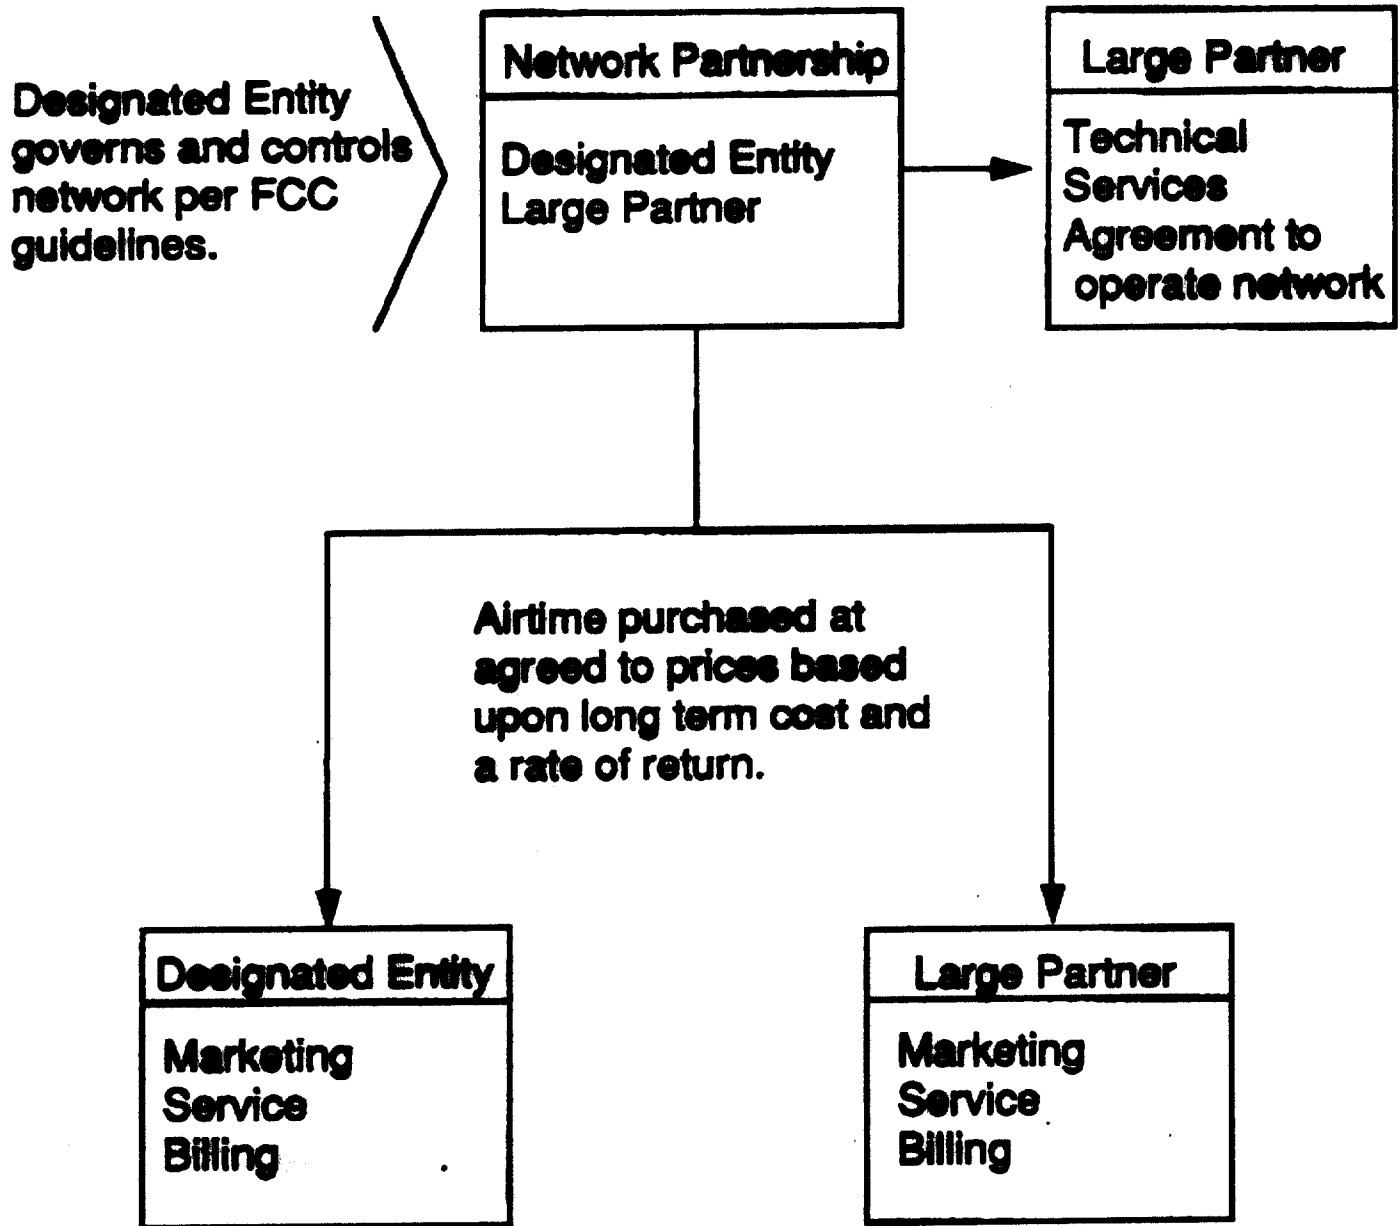 Designated Entity
governs and controls
network per FCC
guidelines.
Network Partnership
Designated Entity
Large Partner
Large Partner
Technical
Services
Agreement to
operate network
Airtime purchased at
agreed to prices based
upon long term cost and
a rate of return.
Designated Entity
Marketing
Service
Billing
Large Partner
Marketing
Service
Billing